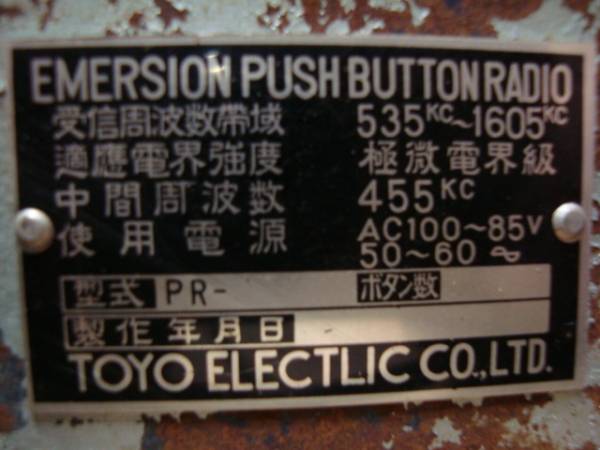 EMERSION PUSH BUTTON RADIO
受信周波数帯域 535KC~1605KC
適應電界強度 極微電界級
中間周波数 455KC
使用電源 AC100~85V
50~60
型式 PR- ボタン数
製作年月日
TOYO ELECTLIC CO.,LTD.